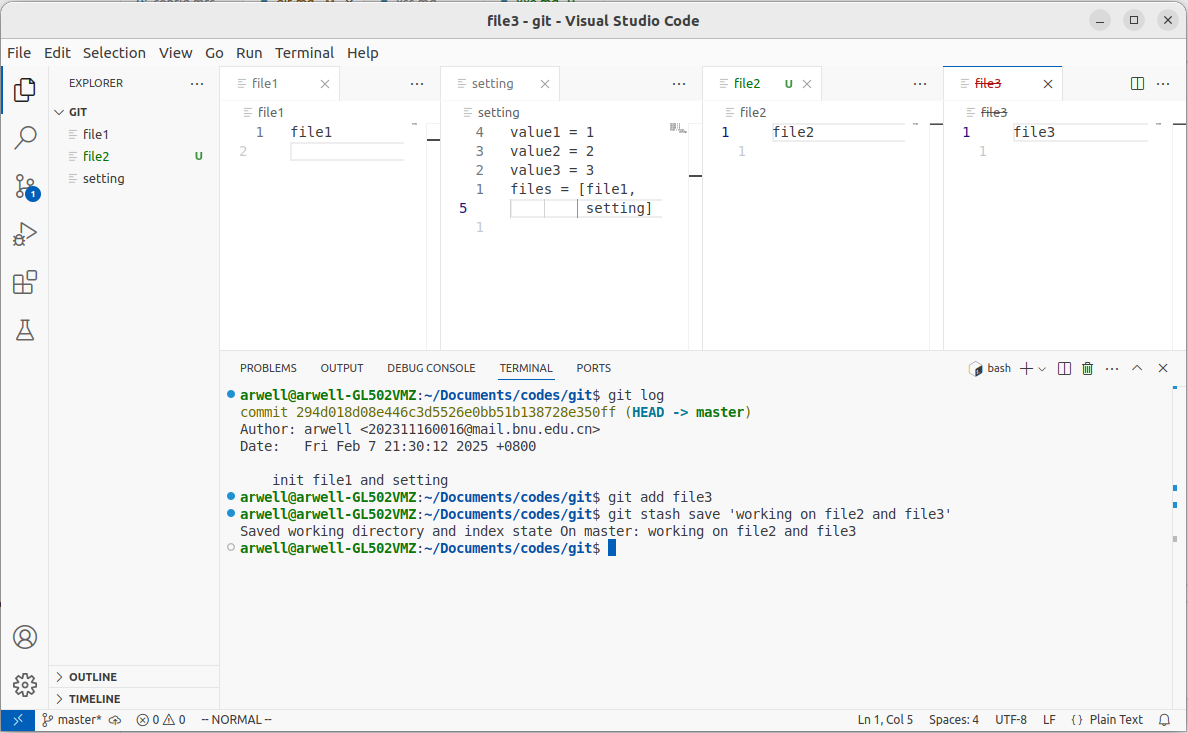 file3 - git - Visual Studio Code
File Edit Selection View Go Run Terminal Help
EXPLORER
GIT
file1
file2 U
setting
OUTLINE
TIMELINE
file1
file1
1 file1
2
setting
setting
4 value1 = 1
3 value2 = 2
2 value3 = 3
1 files = [file1,
5 setting]
1
file2 U
file2
1 file2
1
file3
file3
1 file3
1
1
PROBLEMS OUTPUT DEBUG CONSOLE TERMINAL PORTS
bash
arwell@arwell-GL502VMZ:~/Documents/codes/git$ git log
commit 294d018d08e446c3d5526e0bb51b138728e350ff (HEAD -> master)
Author: arwell <202311160016@mail.bnu.edu.cn>
Date: Fri Feb 7 21:30:12 2025 +0800
init file1 and setting
arwell@arwell-GL502VMZ:~/Documents/codes/git$ git add file3
arwell@arwell-GL502VMZ:~/Documents/codes/git$ git stash save 'working on file2 and file3'
Saved working directory and index state On master: working on file2 and file3
arwell@arwell-GL502VMZ:~/Documents/codes/git$
master* 0 0 -- NORMAL -- Ln 1, Col 5 Spaces: 4 UTF-8 LF {} Plain Text